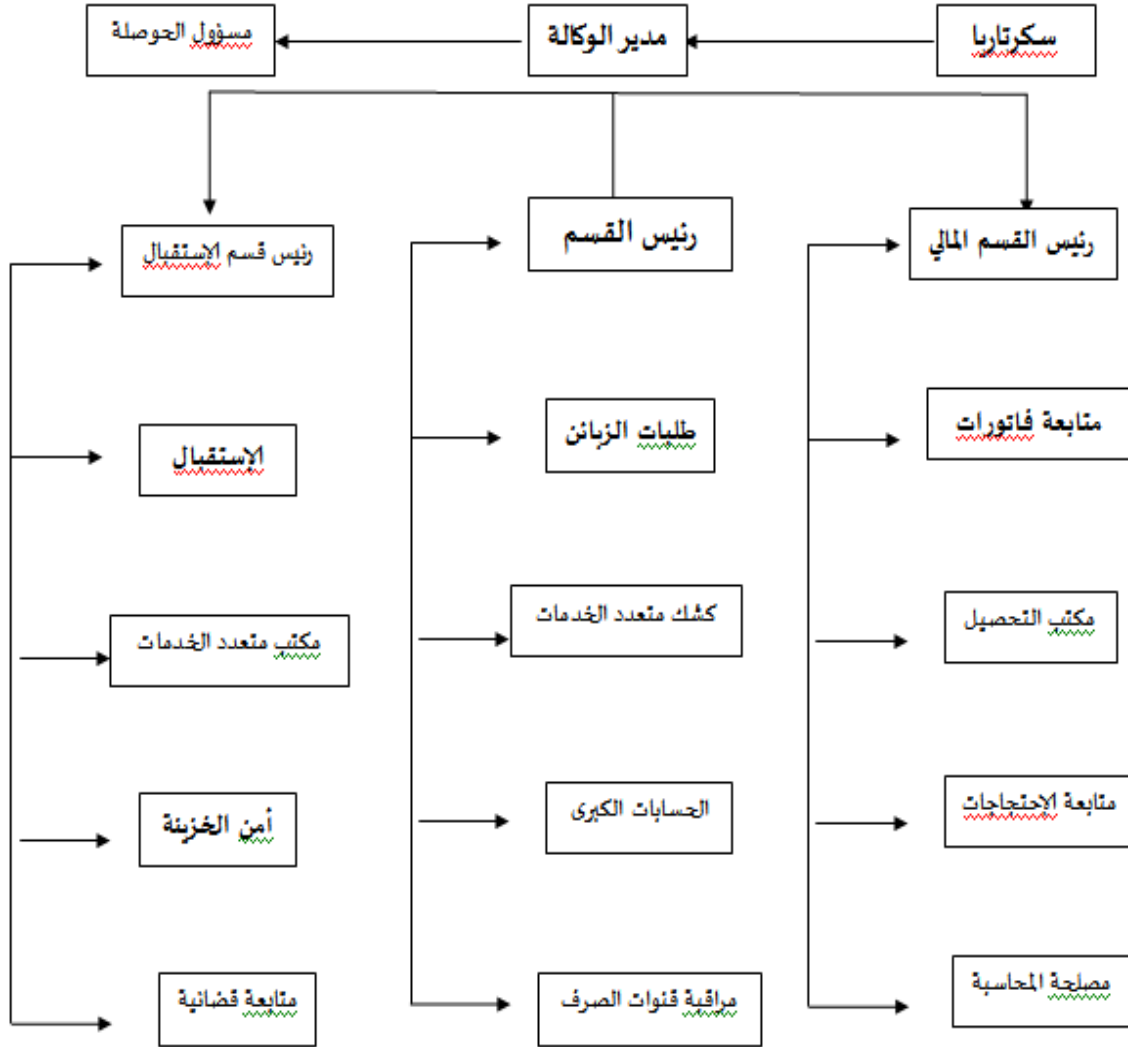 سكرتاريا
مدير الوكالة
مسؤول الحوصلة
رئيس القسم المالي
رئيس القسم
رئيس قسم الإستقبال
متابعة فاتورات
طلبات الزبائن
الإستقبال
مكتب التحصيل
كشك متعدد الخدمات
مكتب متعدد الخدمات
متابعة الإحتجاجات
الحسابات الكبرى
أمن الخزينة
مصلحة المحاسبة
مراقبة قنوات الصرف
متابعة قضائية